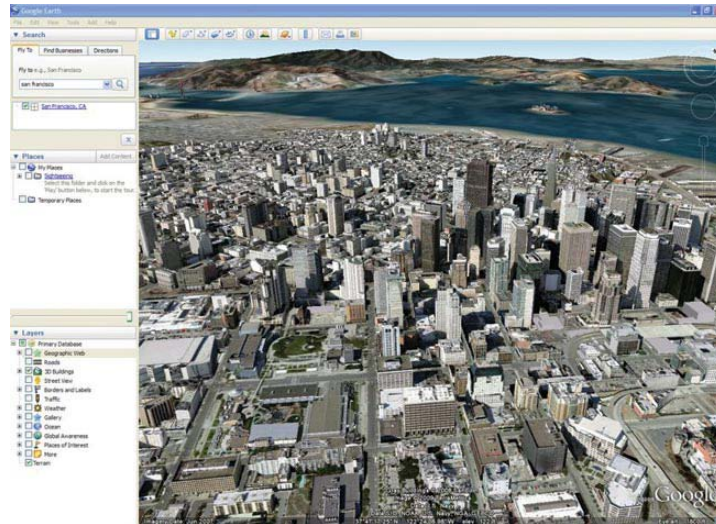 Google Earth
File Edit View Tools Add Help
Search
Fly To Find Businesses Directions
Fly to e.g., San Francisco
san francisco
San Francisco, CA
Places Add Content
My Places
Sightseeing
Select this folder and click on the
'Play' button below, to start the tour
Temporary Places
Layers
Primary Database
Geographic Web
Roads
3D Buildings
Street View
Borders and Labels
Traffic
Weather
Gallery
Ocean
Global Awareness
Places of Interest
More
Terrain
Google